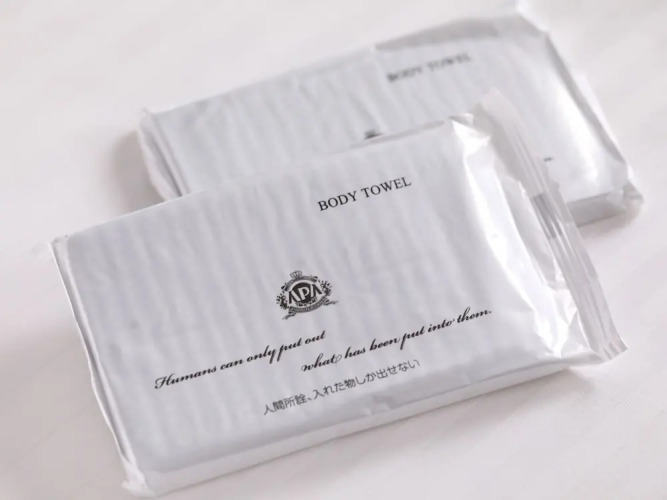 BODY TOWEL
BODY TOWEL
APA
Humans can only put out
what has been put into them.
人間所詮、入れた物しか出せない